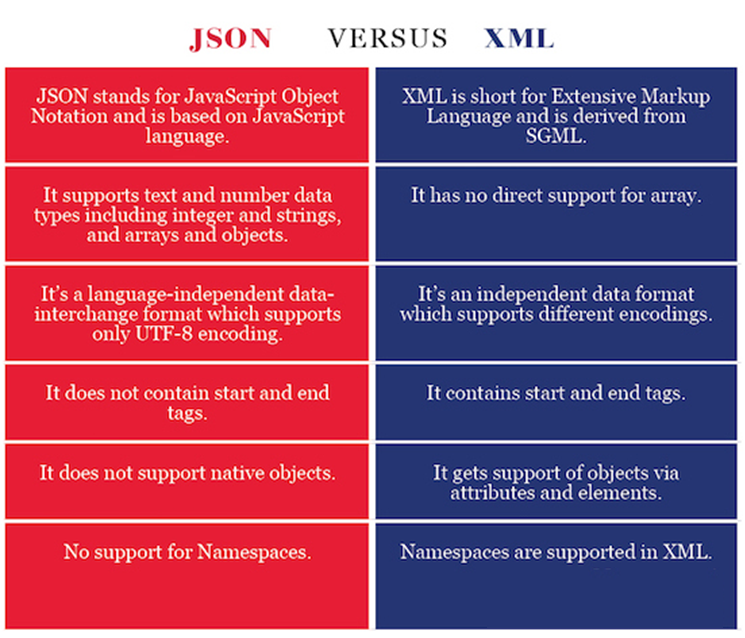 JSON VERSUS XML
JSON stands for JavaScript Object
Notation and is based on JavaScript
language.
XML is short for Extensive Markup
Language and is derived from
SGML.
It supports text and number data
types including integer and strings,
and arrays and objects.
It has no direct support for array.
It's a language-independent data-
interchange format which supports
only UTF-8 encoding.
It's an independent data format
which supports different encodings.
It does not contain start and end
tags.
It contains start and end tags.
It does not support native objects.
It gets support of objects via
attributes and elements.
No support for Namespaces.
Namespaces are supported in XML.